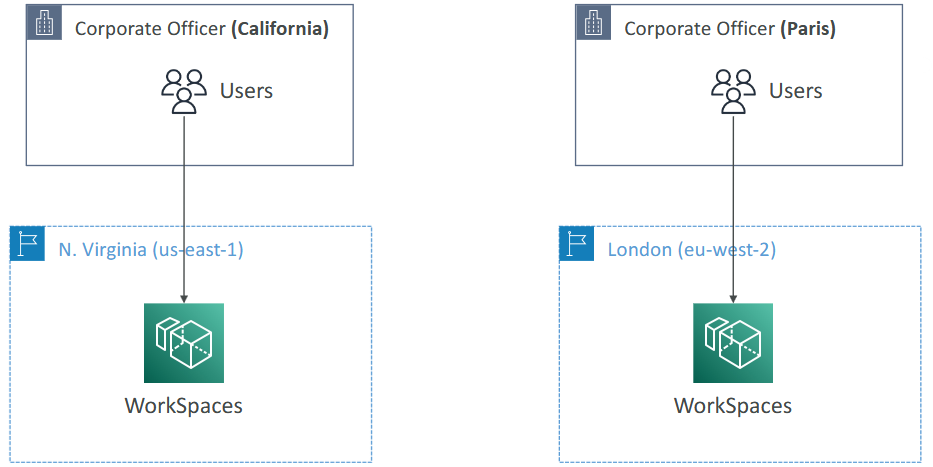 Corporate Officer (California)
Users
N. Virginia (us-east-1)
WorkSpaces
Corporate Officer (Paris)
Users
London (eu-west-2)
WorkSpaces